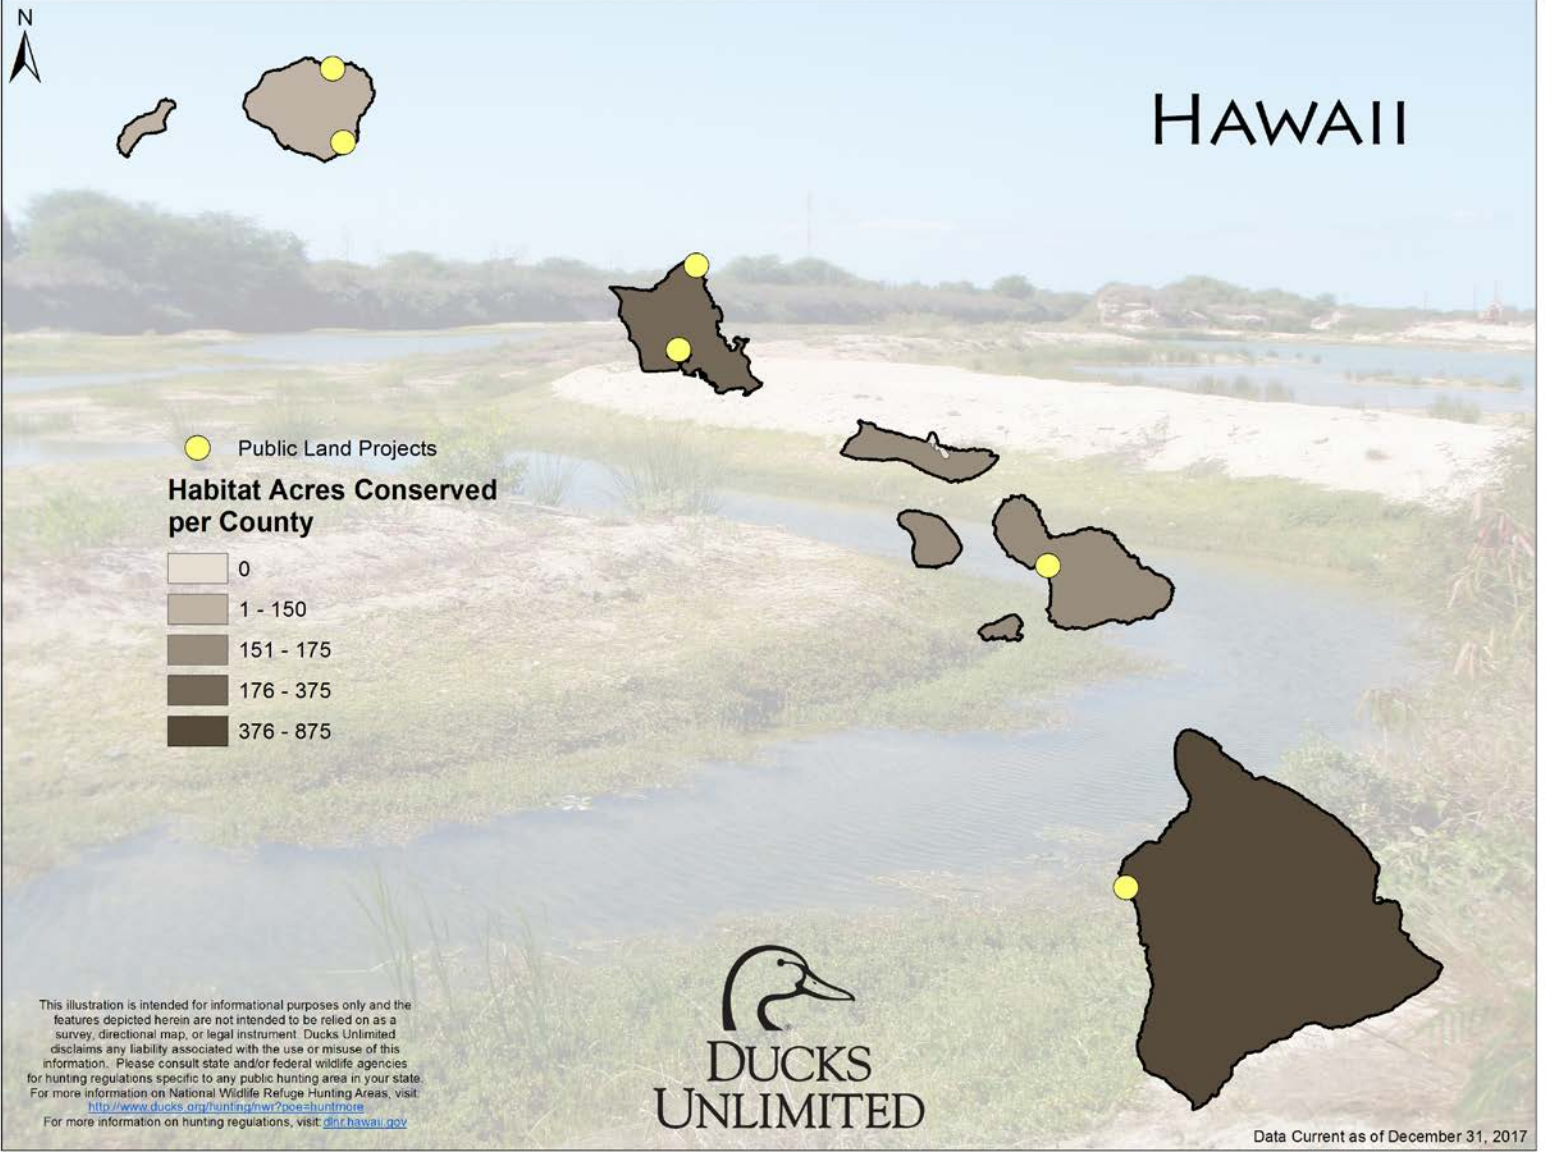 N
HAWAII
Public Land Projects
Habitat Acres Conserved
per County
0
1 - 150
151 - 175
176 - 375
376 - 875
This illustration is intended for informational purposes only and the
features depicted herein are not intended to be relied on as a
survey, directional map, or legal instrument. Ducks Unlimited
disclaims any liability associated with the use or misuse of this
information. Please consult state and/or federal wildlife agencies
for hunting regulations specific to any public hunting area in your state.
For more information on National Wildlife Refuge Hunting Areas, visit:
http://www.ducks.org/hunting/nwr?poe=huntmore
For more information on hunting regulations, visit: dlnr.hawaii.gov
DUCKS
UNLIMITED
Data Current as of December 31, 2017